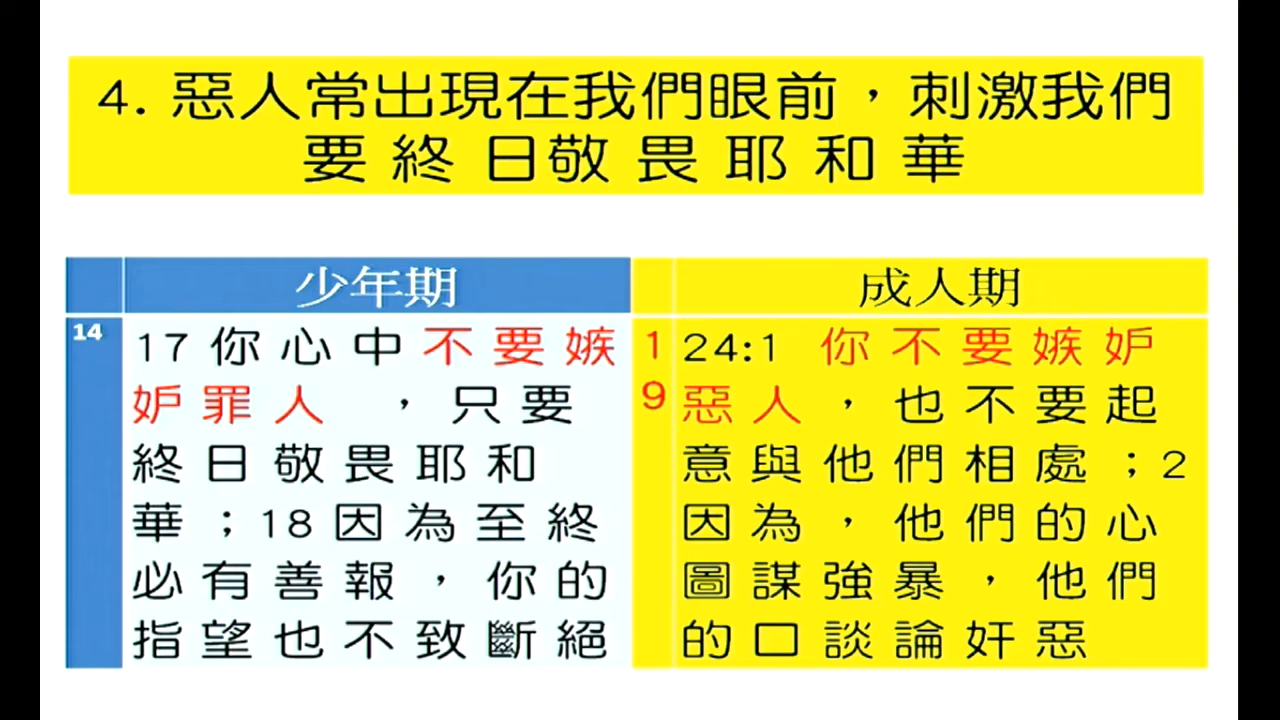 4. 惡人常出現在我們眼前，刺激我們
要終日敬畏耶和華
少年期
成人期
14
17你心中不要嫉
妒罪人，只要
終日敬畏耶和
華；18因為至終
必有善報，你的
指望也不致斷絕
19
24:1 你不要嫉妒
惡人，也不要起
意與他們相處；2
因為，他們的心
圖謀強暴，他們
的口談論奸惡